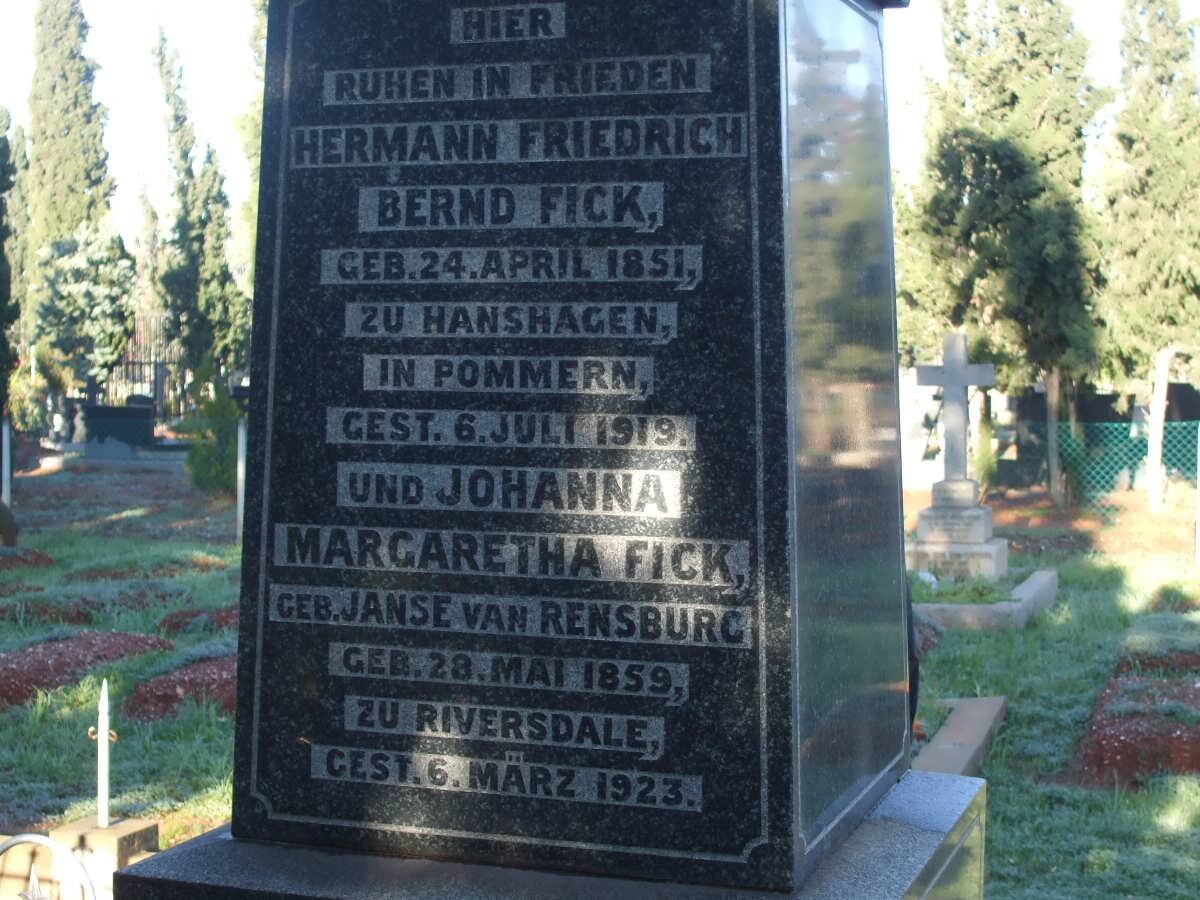 HIER
RUHEN IN FRIEDEN
HERMANN FRIEDRICH
BERND FICK,
GEB. 24. APRIL 1851,
ZU HANSHAGEN,
IN POMMERN,
GEST. 6. JULI 1919.
UND JOHANNA
MARGARETHA FICK,
GEB. JANSE VAN RENSBURG
GEB. 28. MAI 1859,
ZU RIVERSDALE,
GEST. 6. MÄRZ 1923.